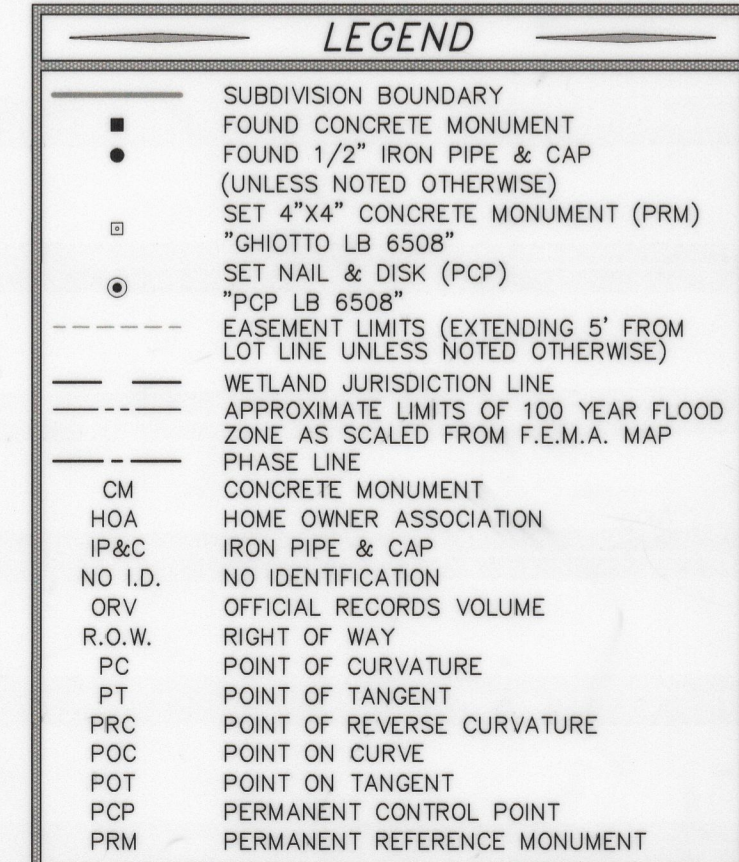 LEGEND
SUBDIVISION BOUNDARY
FOUND CONCRETE MONUMENT
FOUND 1/2" IRON PIPE & CAP
(UNLESS NOTED OTHERWISE)
SET 4"X4" CONCRETE MONUMENT (PRM)
"GHIOTTO LB 6508"
SET NAIL & DISK (PCP)
"PCP LB 6508"
EASEMENT LIMITS (EXTENDING 5' FROM
LOT LINE UNLESS NOTED OTHERWISE)
WETLAND JURISDICTION LINE
APPROXIMATE LIMITS OF 100 YEAR FLOOD
ZONE AS SCALED FROM F.E.M.A. MAP
PHASE LINE
CM CONCRETE MONUMENT
HOA HOME OWNER ASSOCIATION
IP&C IRON PIPE & CAP
NO I.D. NO IDENTIFICATION
ORV OFFICIAL RECORDS VOLUME
R.O.W. RIGHT OF WAY
PC POINT OF CURVATURE
PT POINT OF TANGENT
PRC POINT OF REVERSE CURVATURE
POC POINT ON CURVE
POT POINT ON TANGENT
PCP PERMANENT CONTROL POINT
PRM PERMANENT REFERENCE MONUMENT